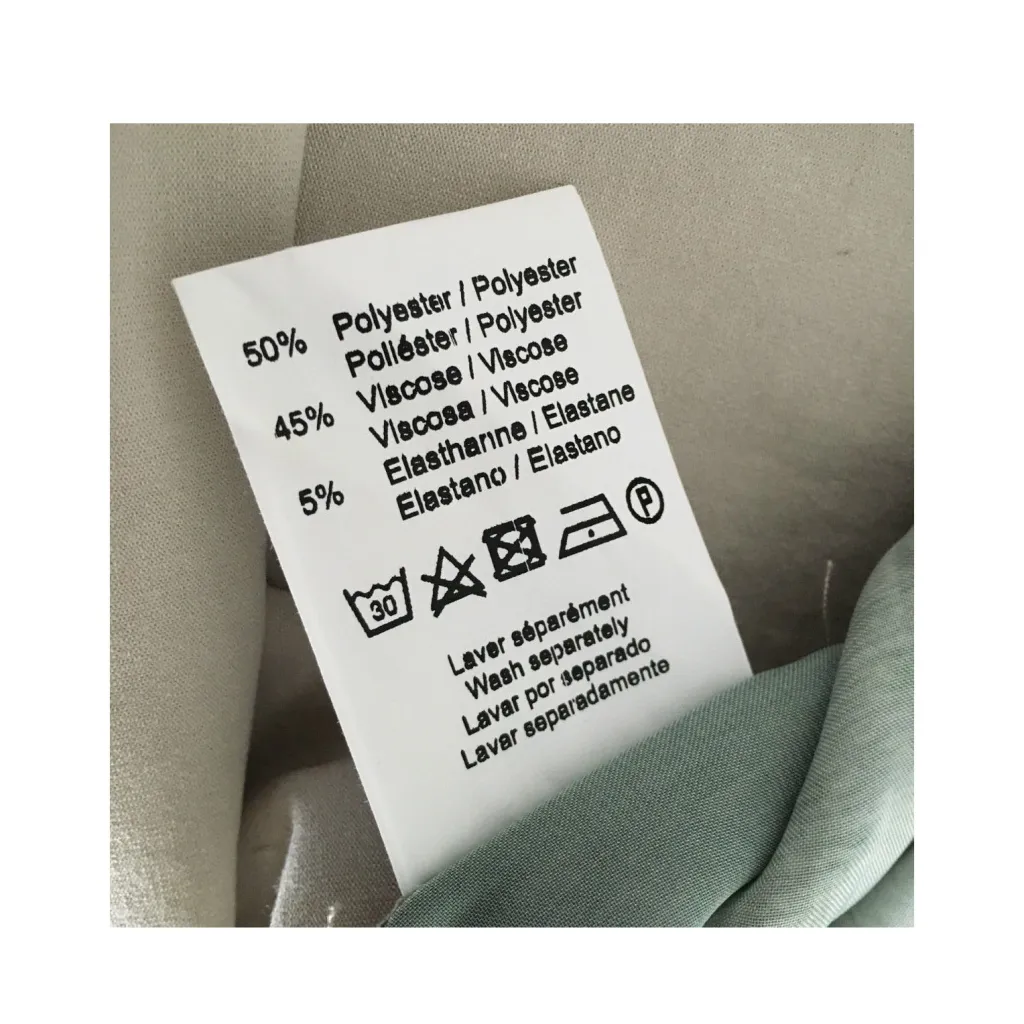 50% Polyester / Polyester
Poliéster / Polyester
45% Viscose / Viscose
Viscosa / Viscose
5% Elasthanne / Elastane
Elastano / Elastano
30 P
Laver séparément
Wash separately
Lavar por separado
Lavar separadamente